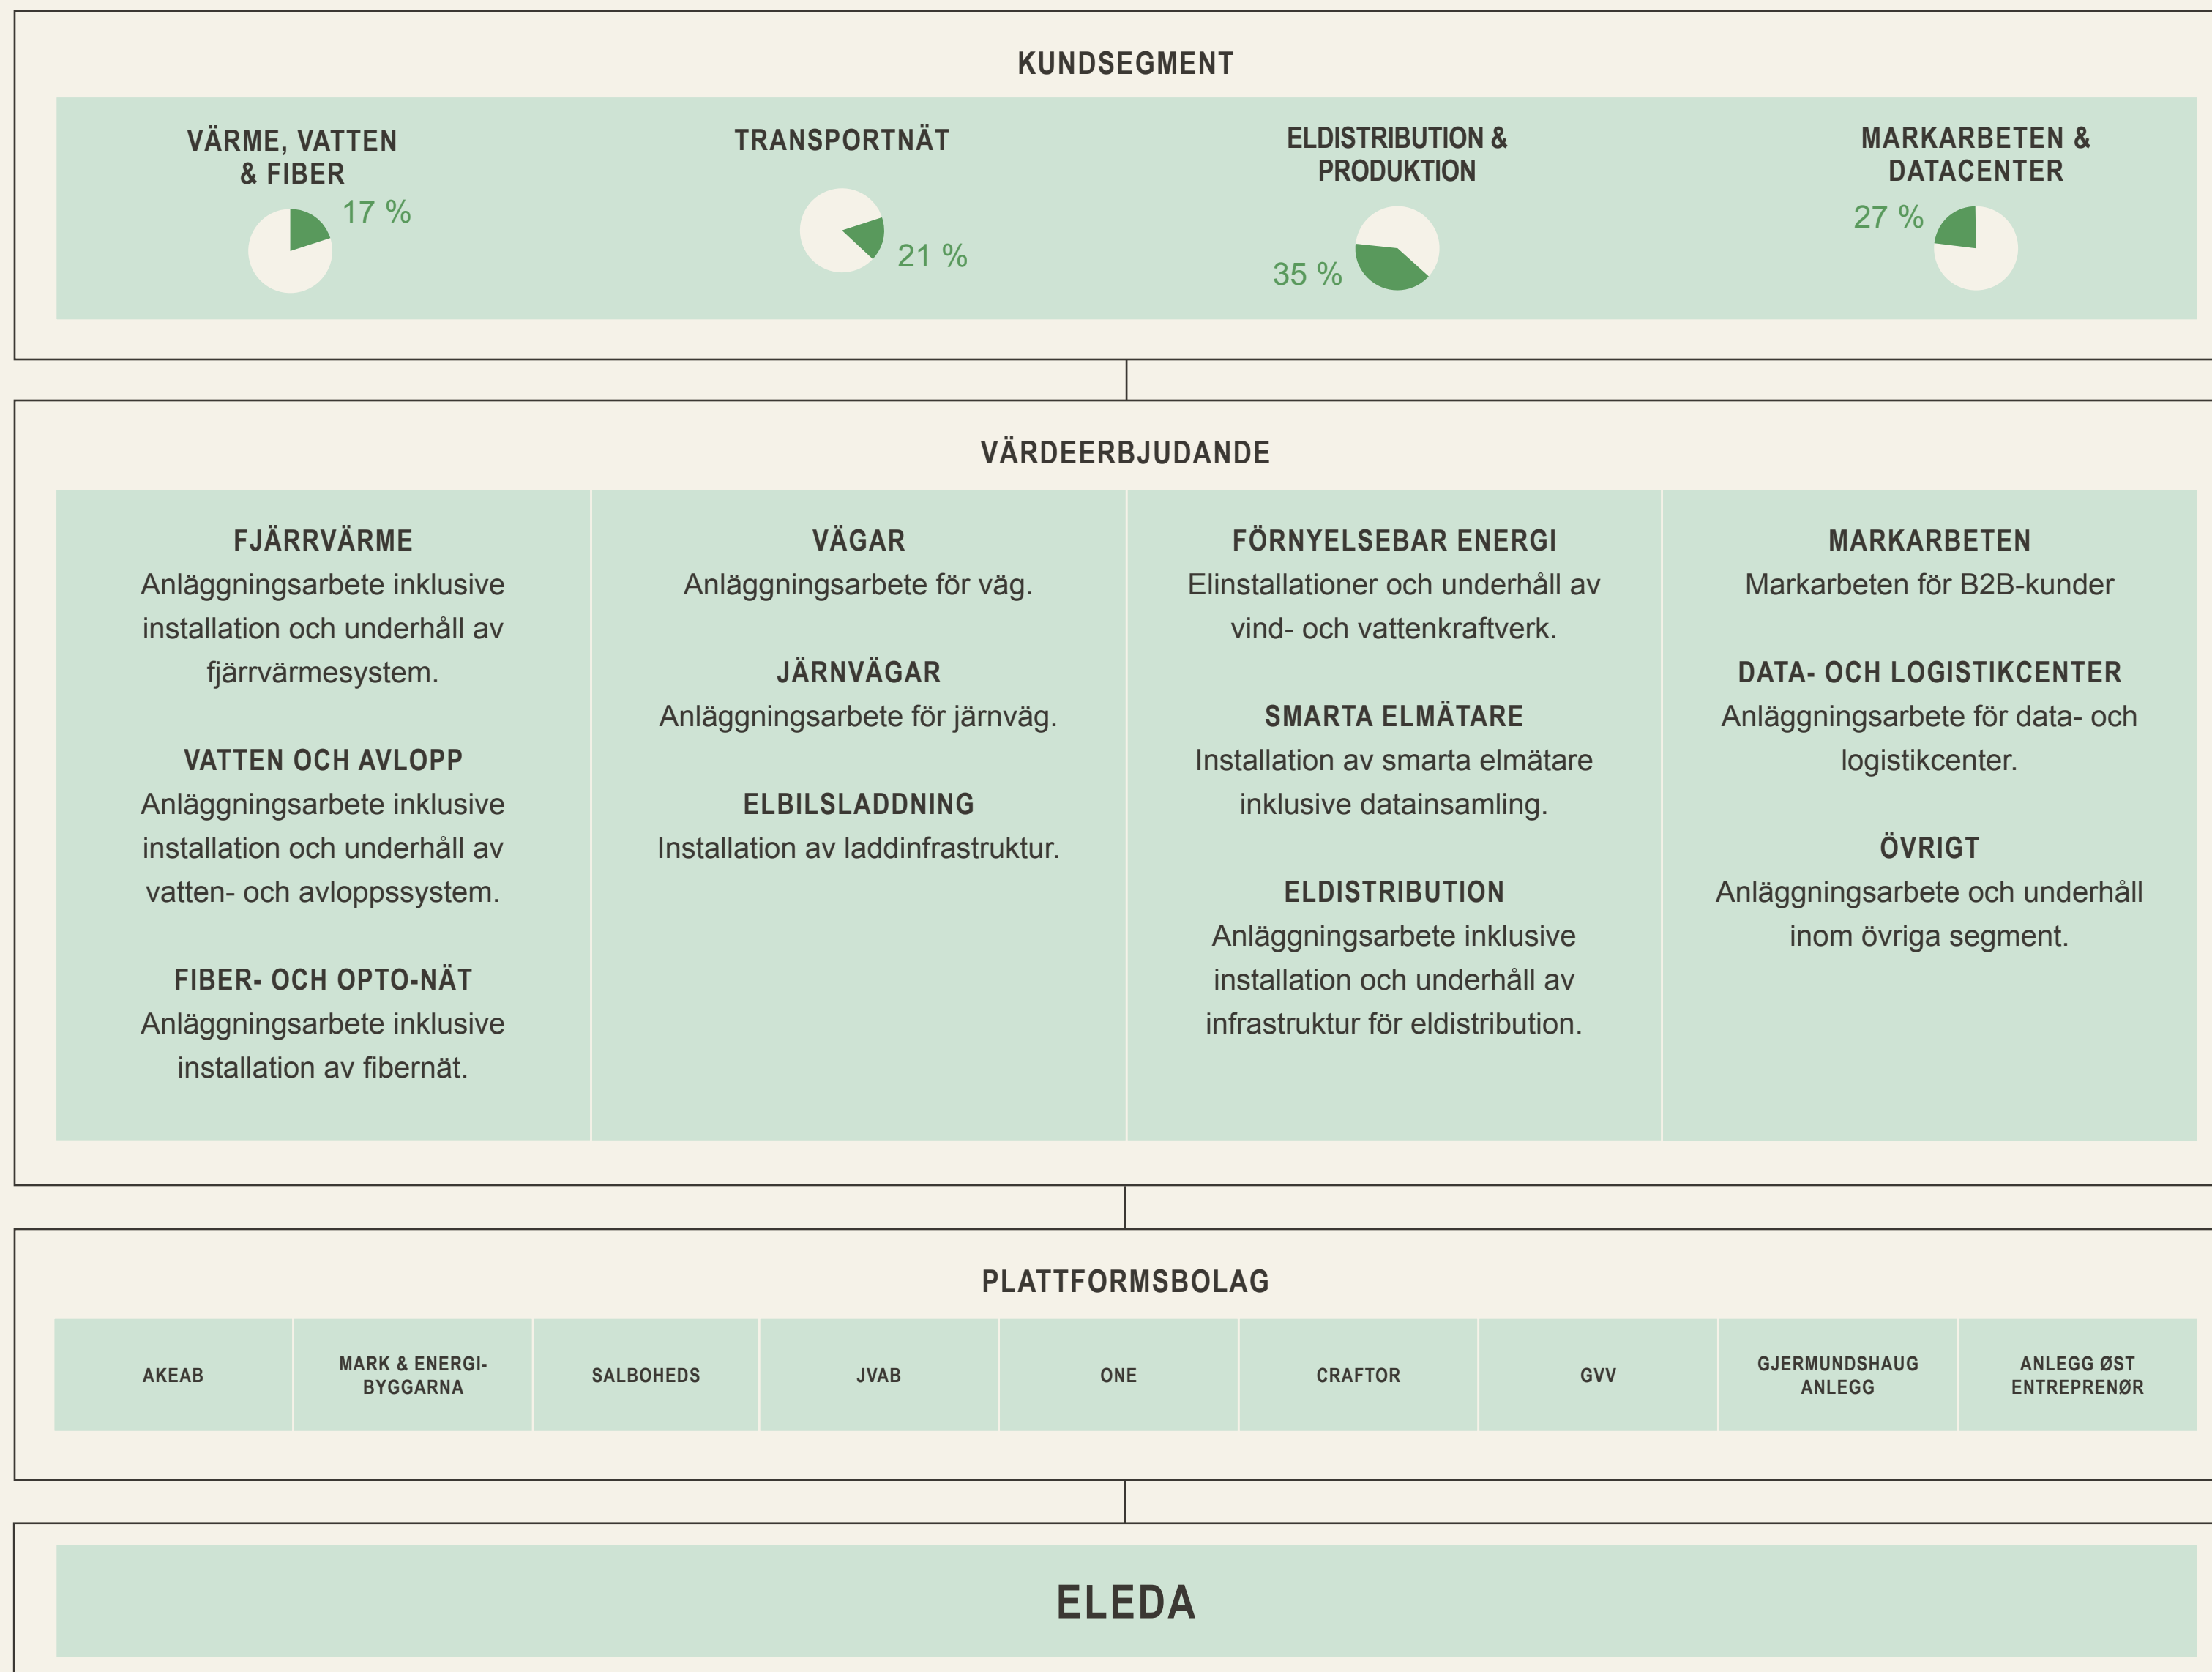 KUNDSEGMENT
VÄRME, VATTEN
& FIBER
17 %
TRANSPORTNÄT
21 %
ELDISTRIBUTION &
PRODUKTION
35 %
MARKARBETEN &
DATACENTER
27 %
VÄRDEERBJUDANDE
FJÄRRVÄRME
Anläggningsarbete inklusive
installation och underhåll av
fjärrvärmesystem.
VATTEN OCH AVLOPP
Anläggningsarbete inklusive
installation och underhåll av
vatten- och avloppssystem.
FIBER- OCH OPTO-NÄT
Anläggningsarbete inklusive
installation av fibernät.
VÄGAR
Anläggningsarbete för väg.
JÄRNVÄGAR
Anläggningsarbete för järnväg.
ELBILSLADDNING
Installation av laddinfrastruktur.
FÖRNYELSEBAR ENERGI
Elinstallationer och underhåll av
vind- och vattenkraftverk.
SMARTA ELMÄTARE
Installation av smarta elmätare
inklusive datainsamling.
ELDISTRIBUTION
Anläggningsarbete inklusive
installation och underhåll av
infrastruktur för eldistribution.
MARKARBETEN
Markarbeten för B2B-kunder
DATA- OCH LOGISTIKCENTER
Anläggningsarbete för data- och
logistikcenter.
ÖVRIGT
Anläggningsarbete och underhåll
inom övriga segment.
PLATTFORMSBOLAG
AKEAB
MARK & ENERGI-
BYGGARNA
SALBOHEDS
JVAB
ONE
CRAFTOR
GVV
GJERMUNDSHAUG
ANLEGG
ANLEGG ØST
ENTREPRENØR
ELEDA